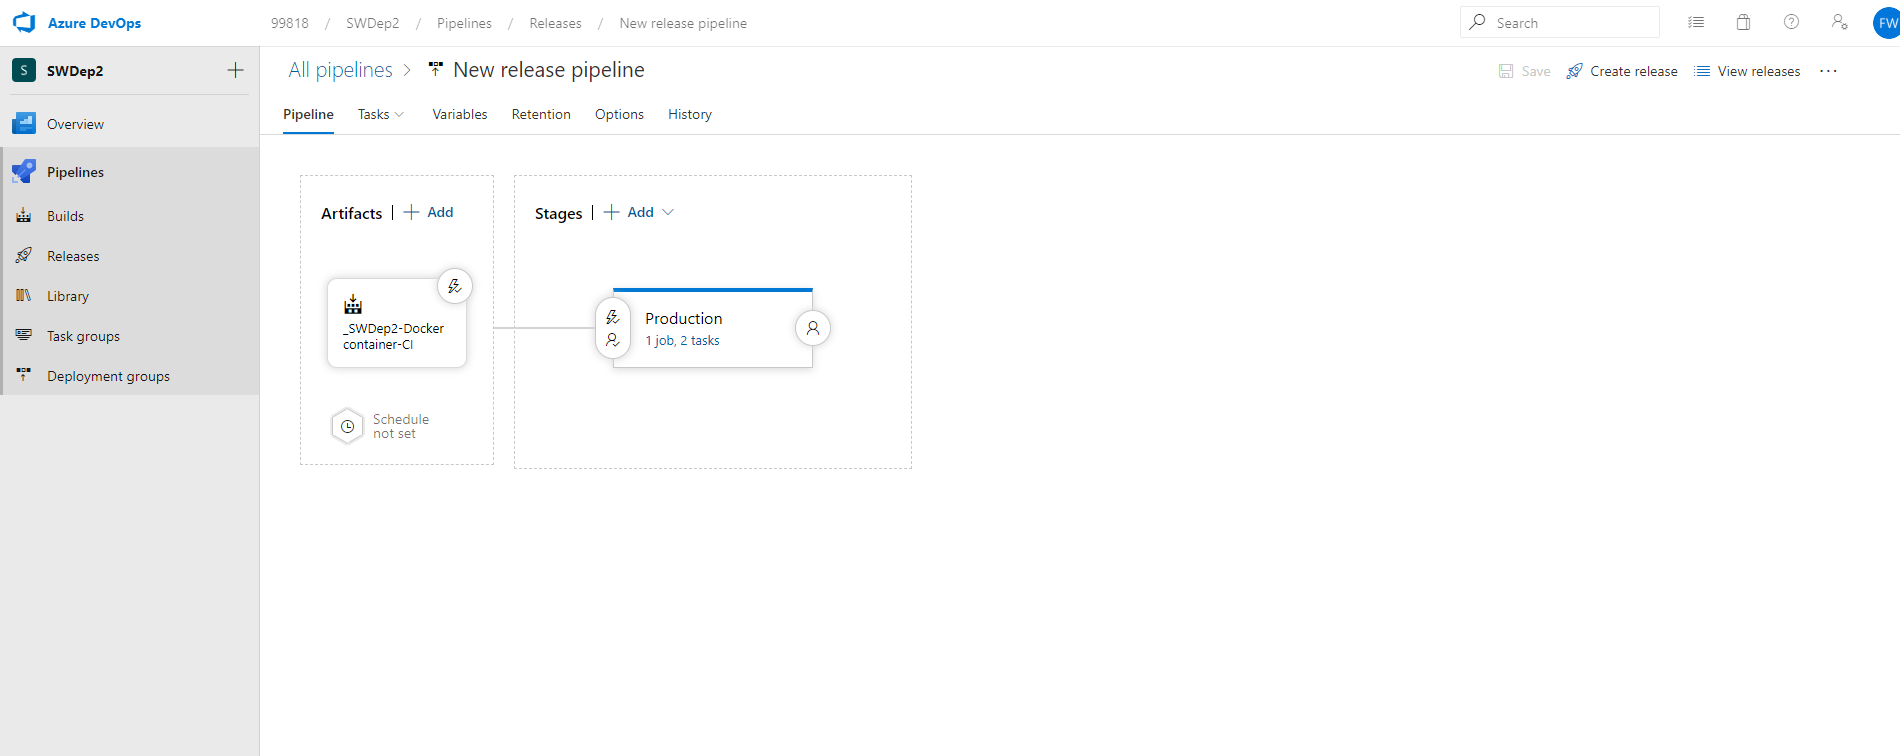 Azure DevOps
99818 / SWDep2 / Pipelines / Releases / New release pipeline
Search
FW
S SWDep2
Overview
Pipelines
Builds
Releases
Library
Task groups
Deployment groups
All pipelines > New release pipeline
Save Create release View releases ...
Pipeline Tasks Variables Retention Options History
Artifacts | + Add
_SWDep2-Docker
container-CI
Schedule
not set
Stages | + Add
Production
1 job, 2 tasks